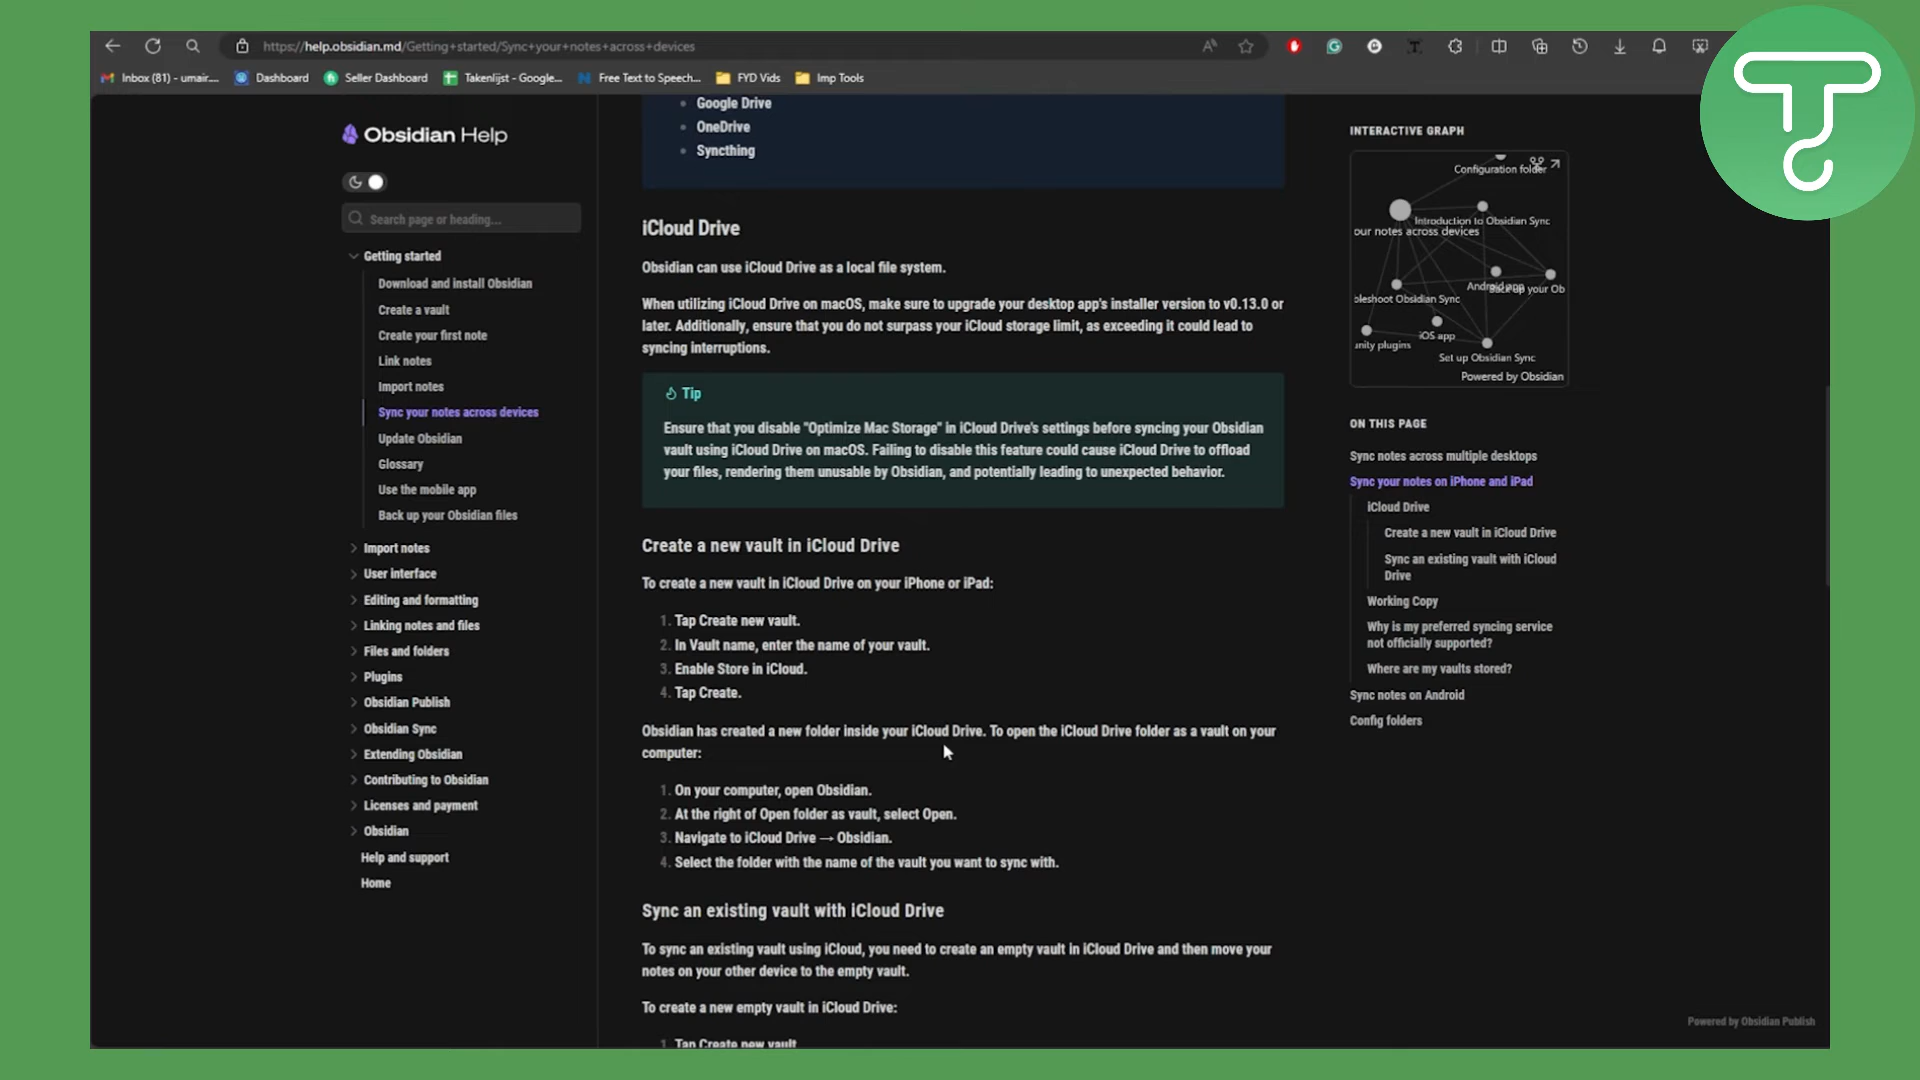 https://help.obsidian.md/Getting+started/Sync+your+notes+across+devices
Inbox (81) - umair....
Dashboard
Seller Dashboard
Takenlijst - Google...
Free Text to Speech...
FYD Vids
Imp Tools
Obsidian Help
Search page or heading...
Getting started
Download and install Obsidian
Create a vault
Create your first note
Link notes
Import notes
Sync your notes across devices
Update Obsidian
Glossary
Use the mobile app
Back up your Obsidian files
Import notes
User interface
Editing and formatting
Linking notes and files
Files and folders
Plugins
Obsidian Publish
Obsidian Sync
Extending Obsidian
Contributing to Obsidian
Licenses and payment
Obsidian
Help and support
Home
• Google Drive
• OneDrive
• Syncthing
iCloud Drive
Obsidian can use iCloud Drive as a local file system.
When utilizing iCloud Drive on macOS, make sure to upgrade your desktop app's installer version to v0.13.0 or
later. Additionally, ensure that you do not surpass your iCloud storage limit, as exceeding it could lead to
syncing interruptions.
Tip
Ensure that you disable "Optimize Mac Storage" in iCloud Drive's settings before syncing your Obsidian
vault using iCloud Drive on macOS. Failing to disable this feature could cause iCloud Drive to offload
your files, rendering them unusable by Obsidian, and potentially leading to unexpected behavior.
Create a new vault in iCloud Drive
To create a new vault in iCloud Drive on your iPhone or iPad:
1. Tap Create new vault.
2. In Vault name, enter the name of your vault.
3. Enable Store in iCloud.
4. Tap Create.
Obsidian has created a new folder inside your iCloud Drive. To open the iCloud Drive folder as a vault on your
computer:
1. On your computer, open Obsidian.
2. At the right of Open folder as vault, select Open.
3. Navigate to iCloud Drive → Obsidian.
4. Select the folder with the name of the vault you want to sync with.
Sync an existing vault with iCloud Drive
To sync an existing vault using iCloud, you need to create an empty vault in iCloud Drive and then move your
notes on your other device to the empty vault.
To create a new empty vault in iCloud Drive:
1. Tap Create new vault
INTERACTIVE GRAPH
Configuration folder
Introduction to Obsidian Sync
our notes across devices
Android app
Back up your Ob
bleshoot Obsidian Sync
iOS app
nity plugins
Set up Obsidian Sync
Powered by Obsidian
ON THIS PAGE
Sync notes across multiple desktops
Sync your notes on iPhone and iPad
iCloud Drive
Create a new vault in iCloud Drive
Sync an existing vault with iCloud
Drive
Working Copy
Why is my preferred syncing service
not officially supported?
Where are my vaults stored?
Sync notes on Android
Config folders
Powered by Obsidian Publish